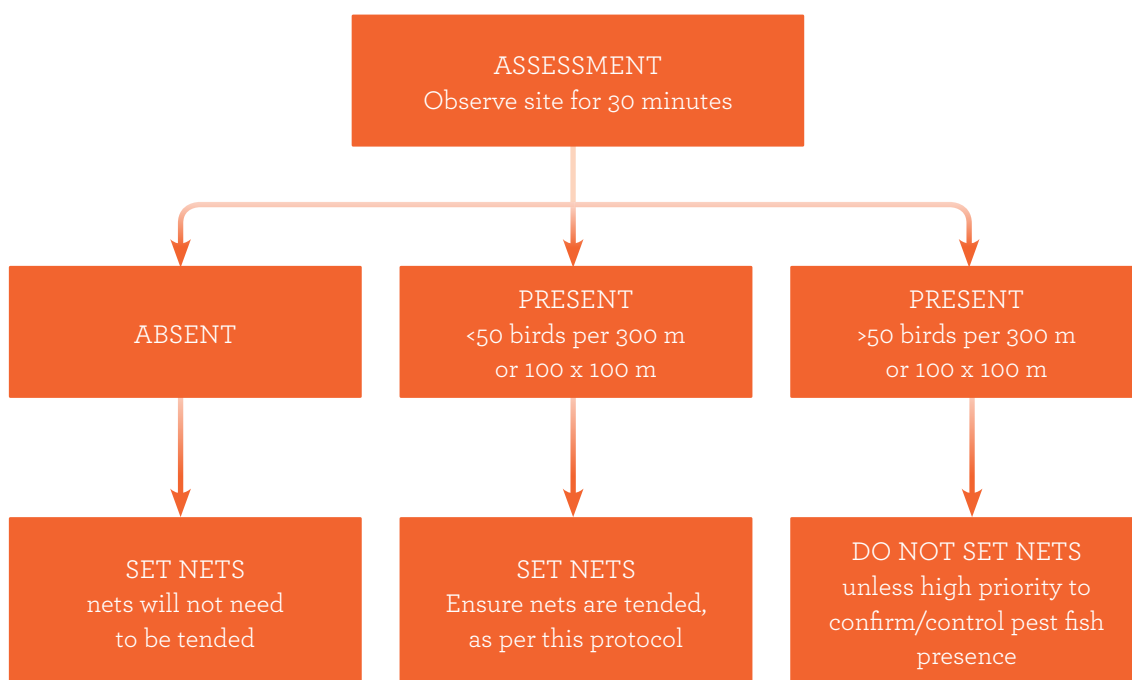 ASSESSMENT
Observe site for 30 minutes
ABSENT
PRESENT
<50 birds per 300 m
or 100 x 100 m
PRESENT
>50 birds per 300 m
or 100 x 100 m
SET NETS
nets will not need
to be tended
SET NETS
Ensure nets are tended,
as per this protocol
DO NOT SET NETS
unless high priority to
confirm/control pest fish
presence